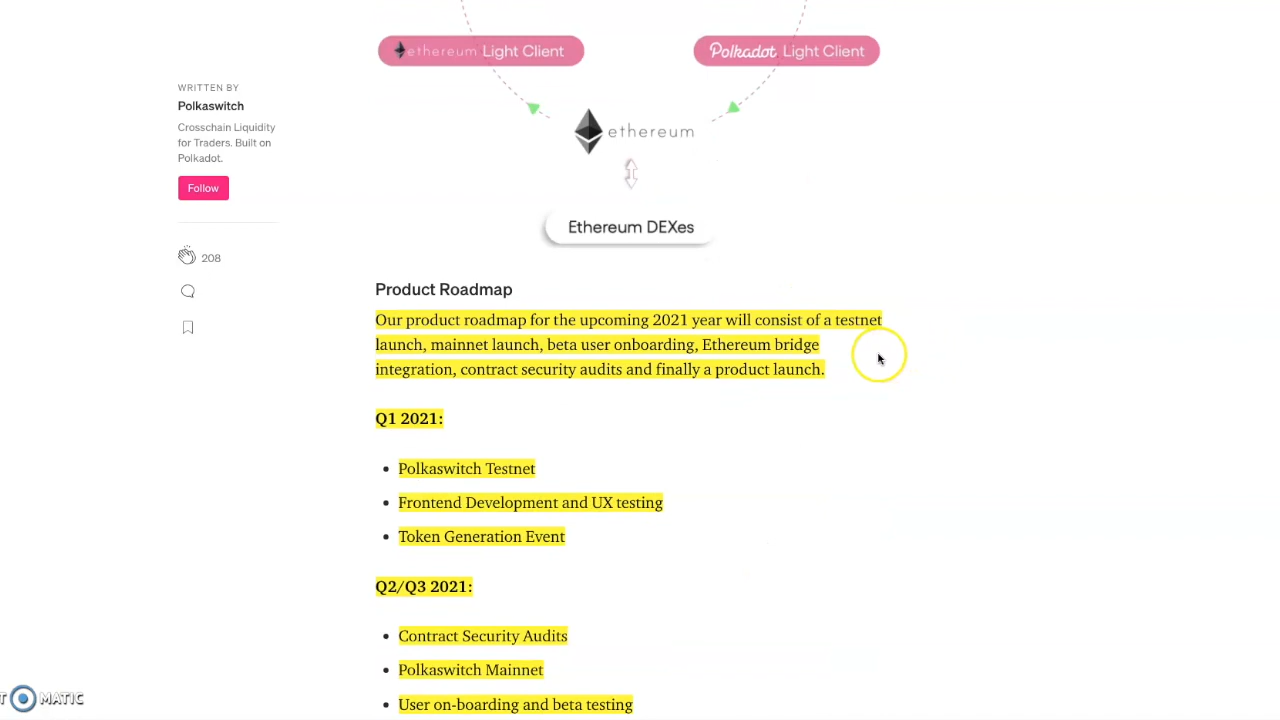 ethereum Light Client
Polkadot Light Client
WRITTEN BY
Polkaswitch
Crosschain Liquidity
for Traders. Built on
Polkadot.
Follow
208
ethereum
Ethereum DEXes
Product Roadmap
Our product roadmap for the upcoming 2021 year will consist of a testnet
launch, mainnet launch, beta user onboarding, Ethereum bridge
integration, contract security audits and finally a product launch.
Q1 2021:
• Polkaswitch Testnet
• Frontend Development and UX testing
• Token Generation Event
Q2/Q3 2021:
• Contract Security Audits
• Polkaswitch Mainnet
• User on-boarding and beta testing
T MATIC